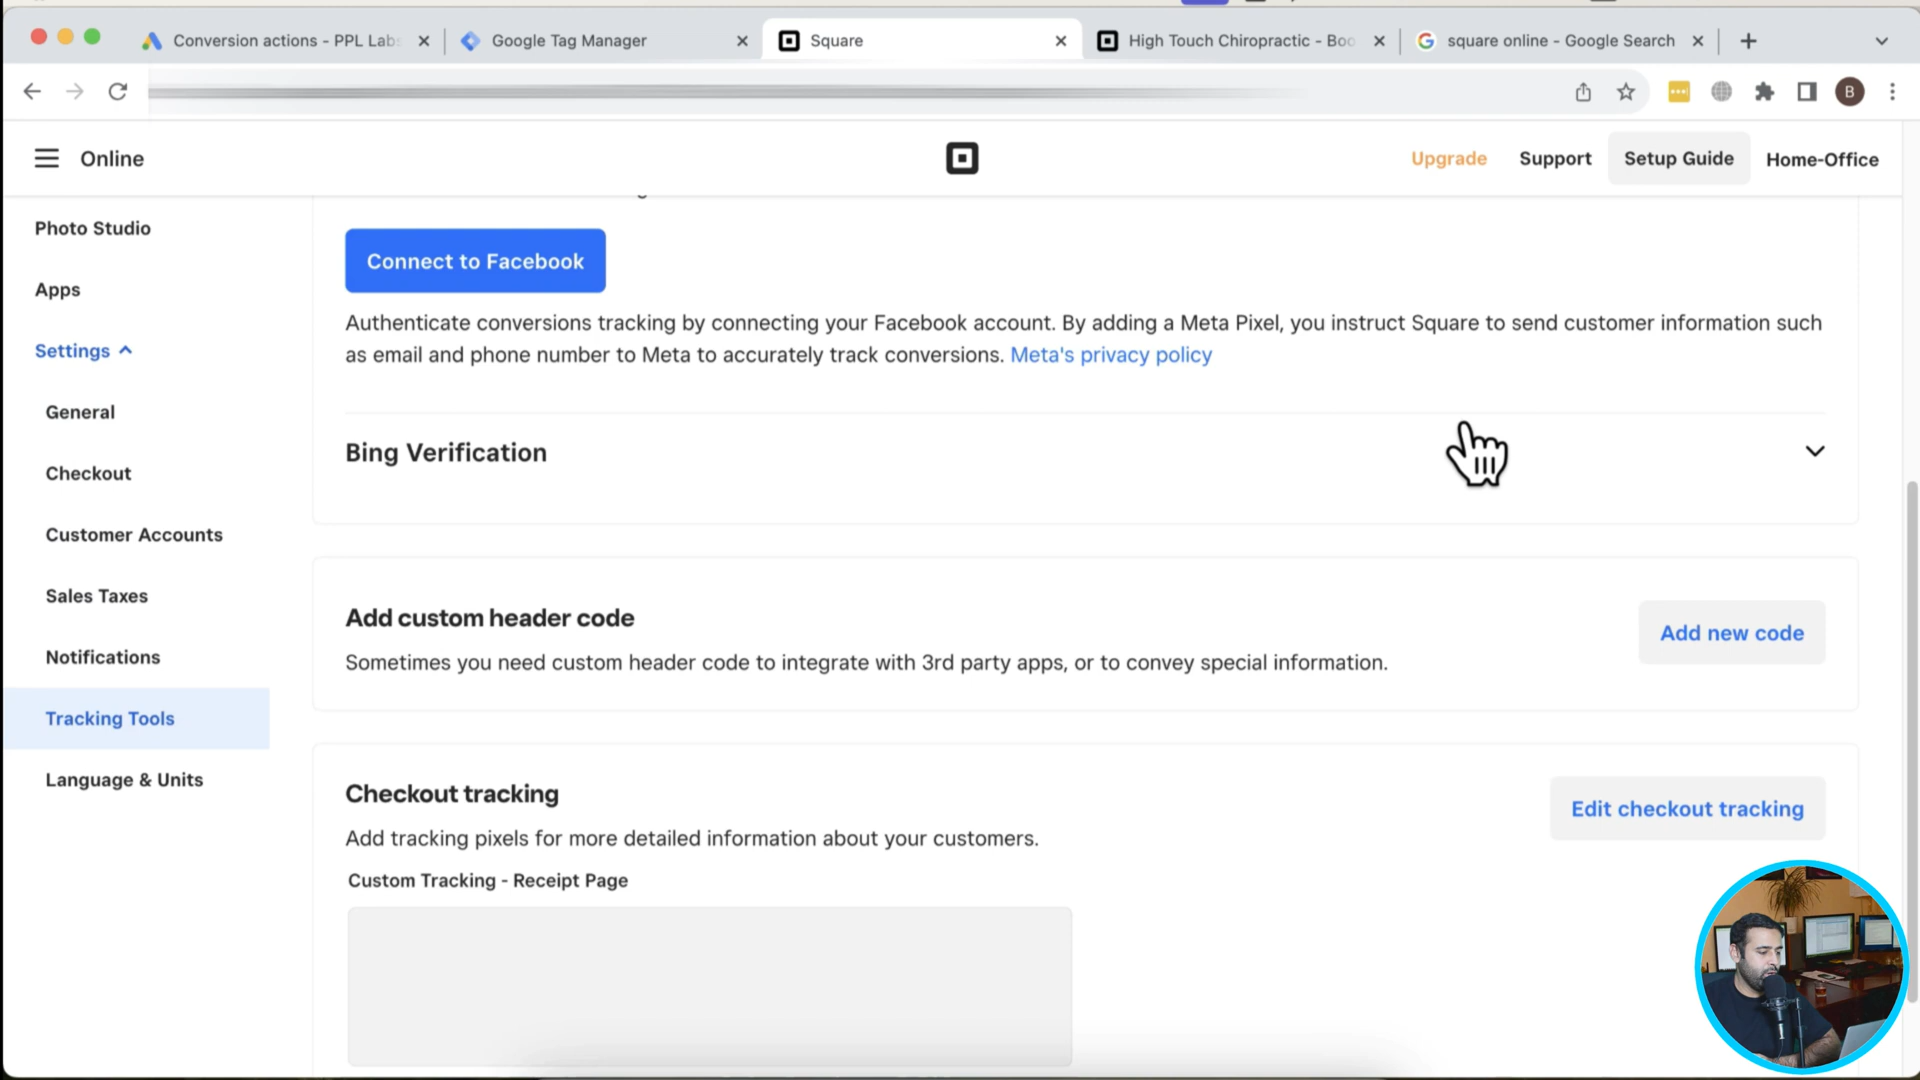 Conversion actions - PPL Labs
Google Tag Manager
Square
High Touch Chiropractic - Boo
square online - Google Search
B
Online
Upgrade
Support
Setup Guide
Home-Office
Photo Studio
Apps
Settings
General
Checkout
Customer Accounts
Sales Taxes
Notifications
Tracking Tools
Language & Units
Connect to Facebook
Authenticate conversions tracking by connecting your Facebook account. By adding a Meta Pixel, you instruct Square to send customer information such
as email and phone number to Meta to accurately track conversions. Meta's privacy policy
Bing Verification
Add custom header code
Sometimes you need custom header code to integrate with 3rd party apps, or to convey special information.
Add new code
Checkout tracking
Add tracking pixels for more detailed information about your customers.
Edit checkout tracking
Custom Tracking - Receipt Page